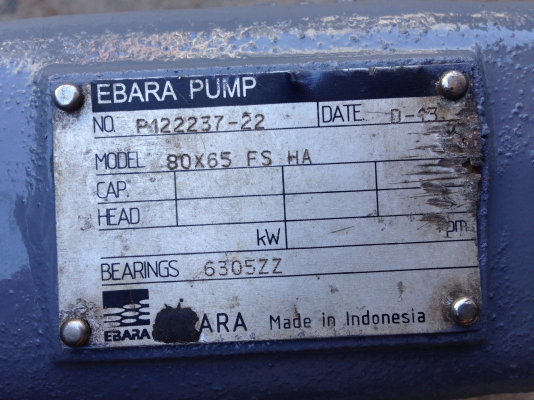 EBARA PUMP
NO. P122237-22 DATE D-13
MODEL 80X65 FS HA
CAP.
HEAD
kW pm
BEARINGS 6305ZZ
EBARA ARA Made in Indonesia